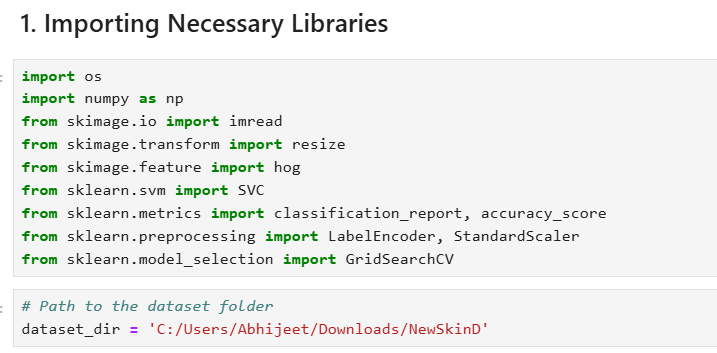 1. Importing Necessary Libraries
import os
import numpy as np
from skimage.io import imread
from skimage.transform import resize
from skimage.feature import hog
from sklearn.svm import SVC
from sklearn.metrics import classification_report, accuracy_score
from sklearn.preprocessing import LabelEncoder, StandardScaler
from sklearn.model_selection import GridSearchCV
# Path to the dataset folder
dataset_dir = 'C:/Users/Abhijeet/Downloads/NewSkinD'